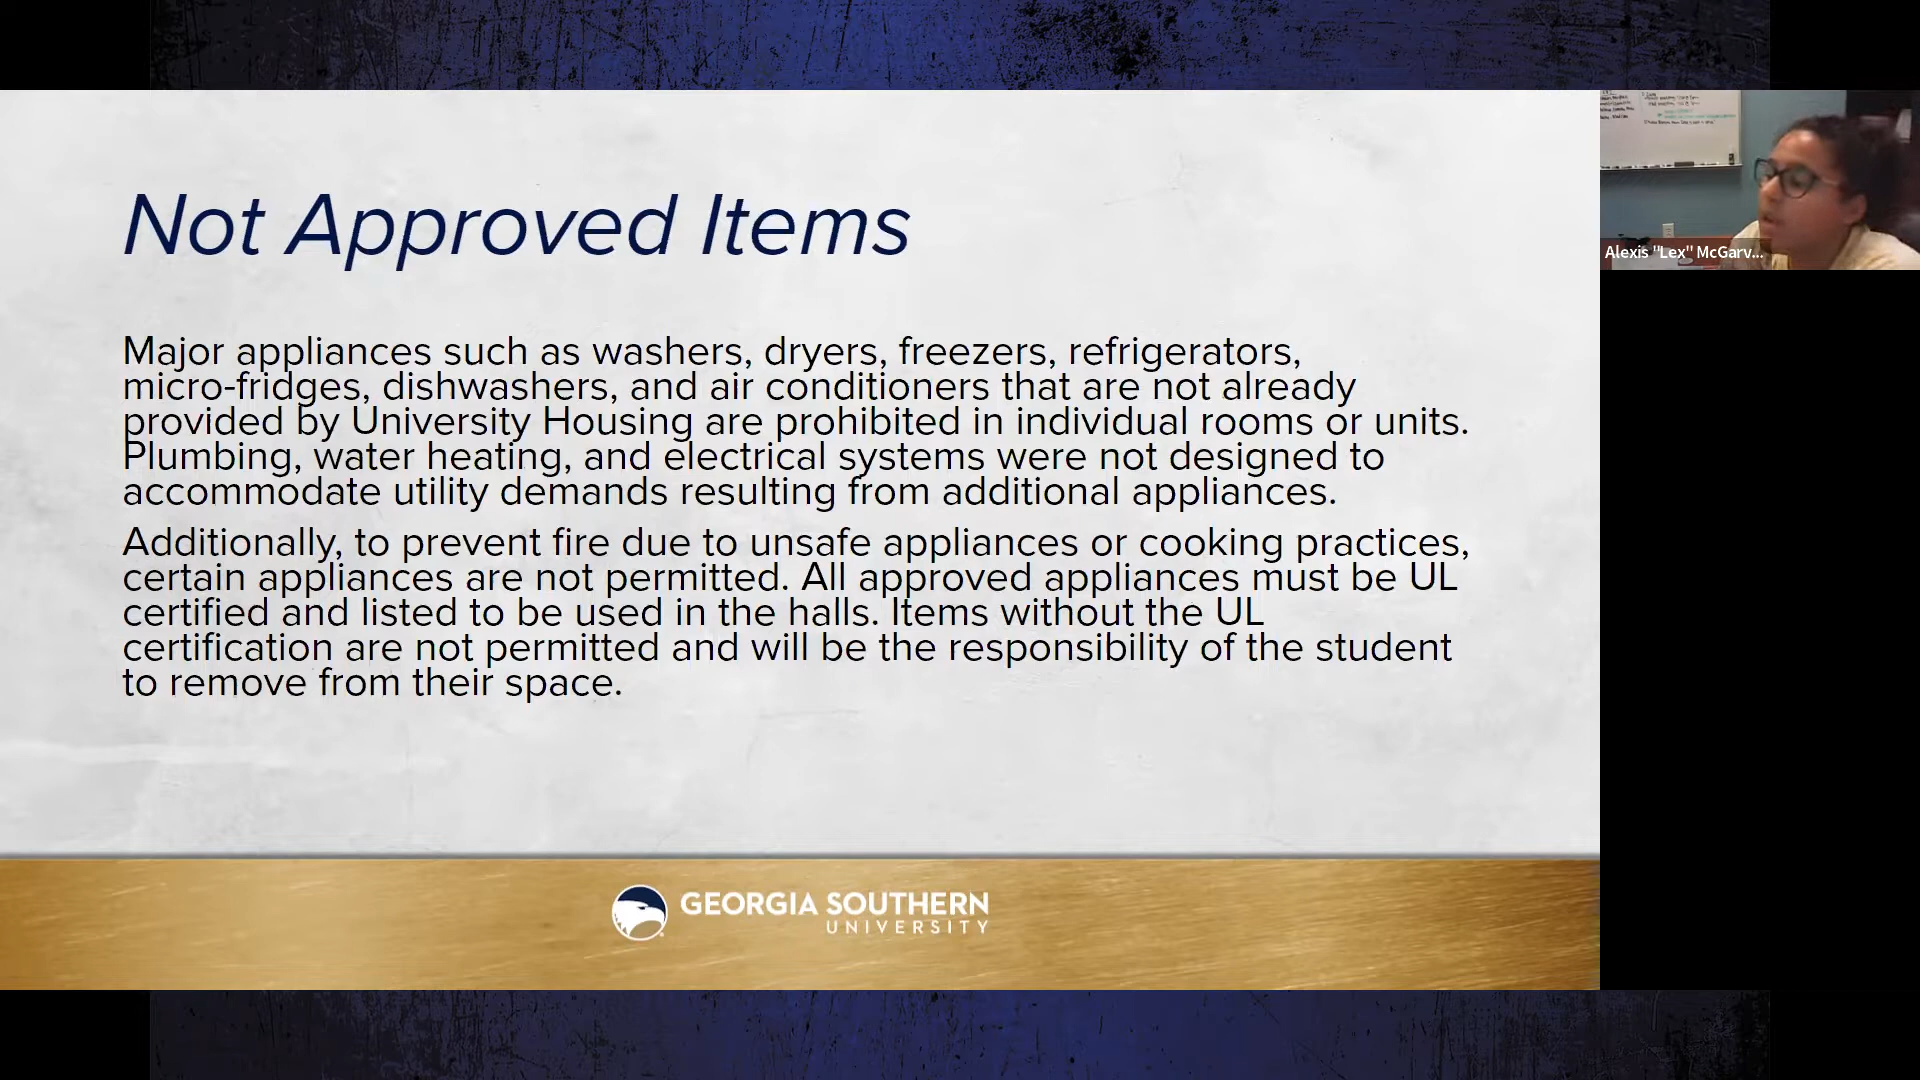 Not Approved Items
Major appliances such as washers, dryers, freezers, refrigerators,
micro-fridges, dishwashers, and air conditioners that are not already
provided by University Housing are prohibited in individual rooms or units.
Plumbing, water heating, and electrical systems were not designed to
accommodate utility demands resulting from additional appliances.
Additionally, to prevent fire due to unsafe appliances or cooking practices,
certain appliances are not permitted. All approved appliances must be UL
certified and listed to be used in the halls. Items without the UL
certification are not permitted and will be the responsibility of the student
to remove from their space.
GEORGIA SOUTHERN
UNIVERSITY
Alexis "Lex" McGarv...